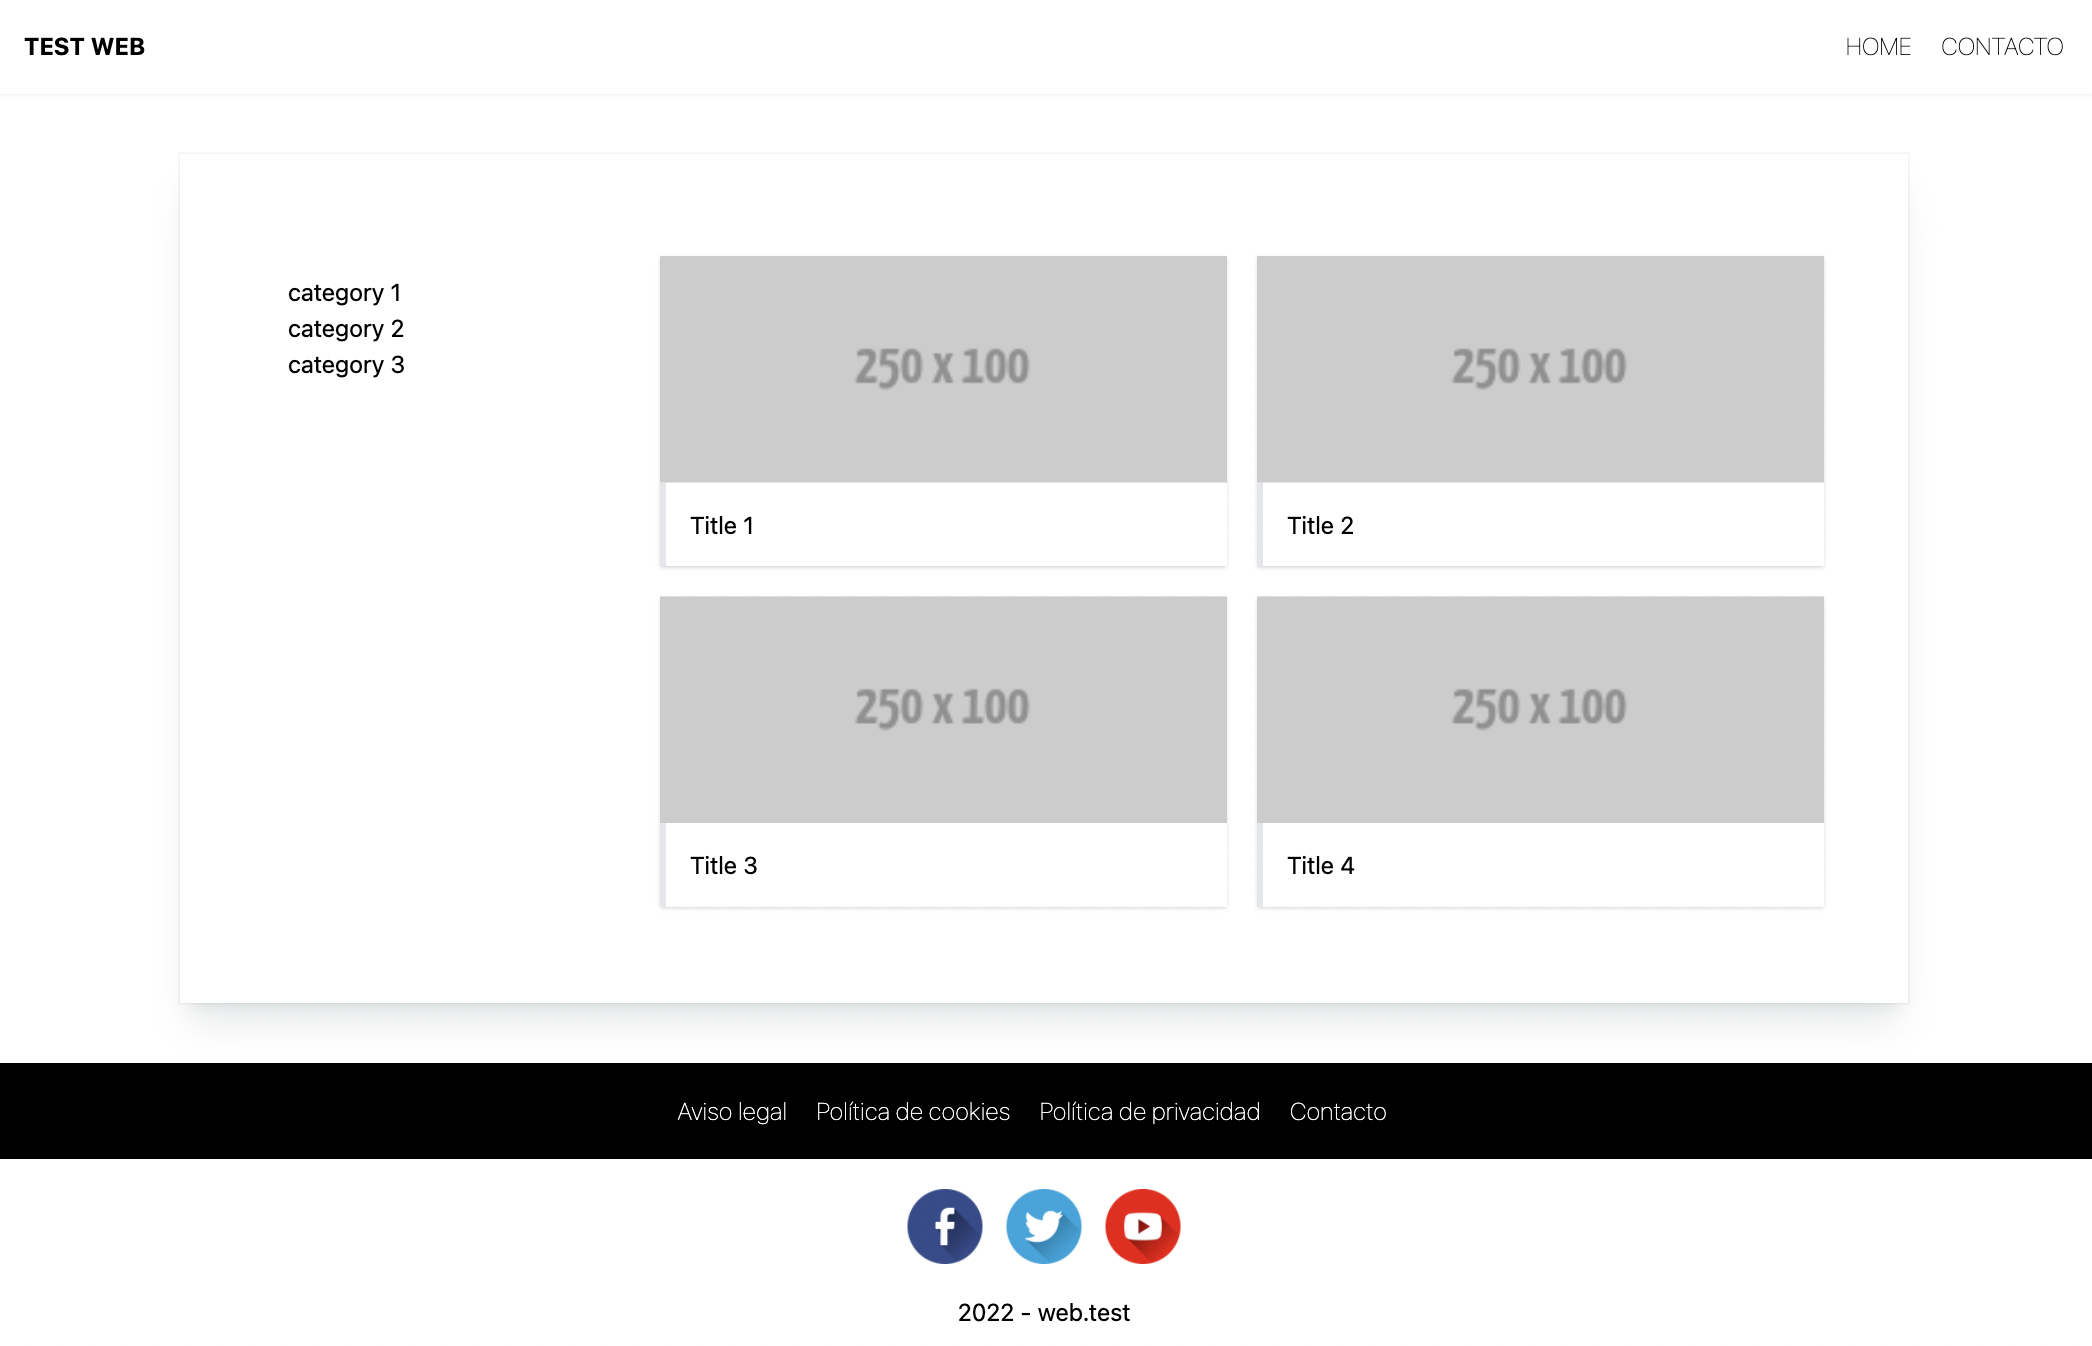 TEST WEB
HOME CONTACTO
category 1
category 2
category 3
250 x 100
250 x 100
Title 1
Title 2
250 x 100
250 x 100
Title 3
Title 4
Aviso legal Política de cookies Política de privacidad Contacto
2022 - web.test